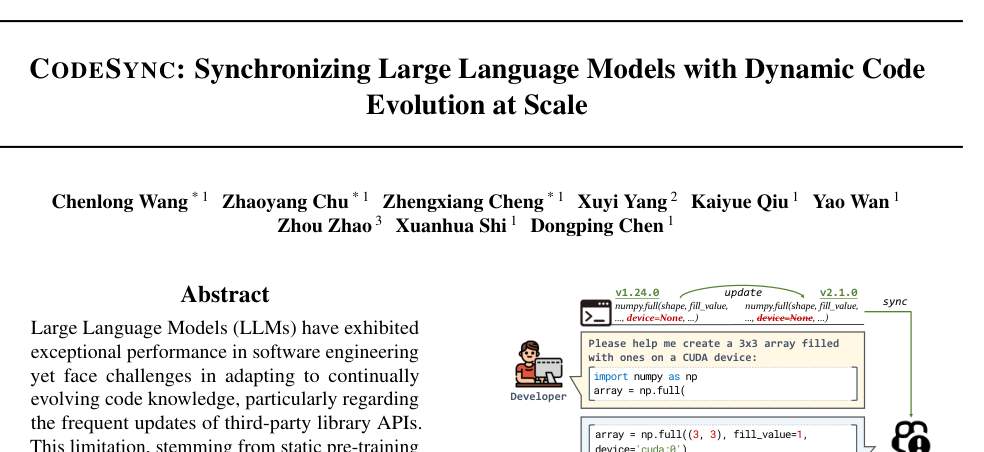 CODESYNC: Synchronizing Large Language Models with Dynamic Code
Evolution at Scale
Chenlong Wang * 1 Zhaoyang Chu * 1 Zhengxiang Cheng * 1 Xuyi Yang 2 Kaiyue Qiu 1 Yao Wan 1
Zhou Zhao 3 Xuanhua Shi 1 Dongping Chen 1
Abstract
Large Language Models (LLMs) have exhibited
exceptional performance in software engineering
yet face challenges in adapting to continually
evolving code knowledge, particularly regarding
the frequent updates of third-party library APIs.
This limitation, stemming from static pre-training
v1.24.0 update v2.1.0
sync
numpy.full(shape, fill_value, numpy.full(shape, fill_value,
..., device=None, ...) ..., device=None, ...)
Please help me create a 3x3 array filled
with ones on a CUDA device:
import numpy as np
array = np.full(
Developer
array = np.full((3, 3), fill_value=1,
device='cuda:0')